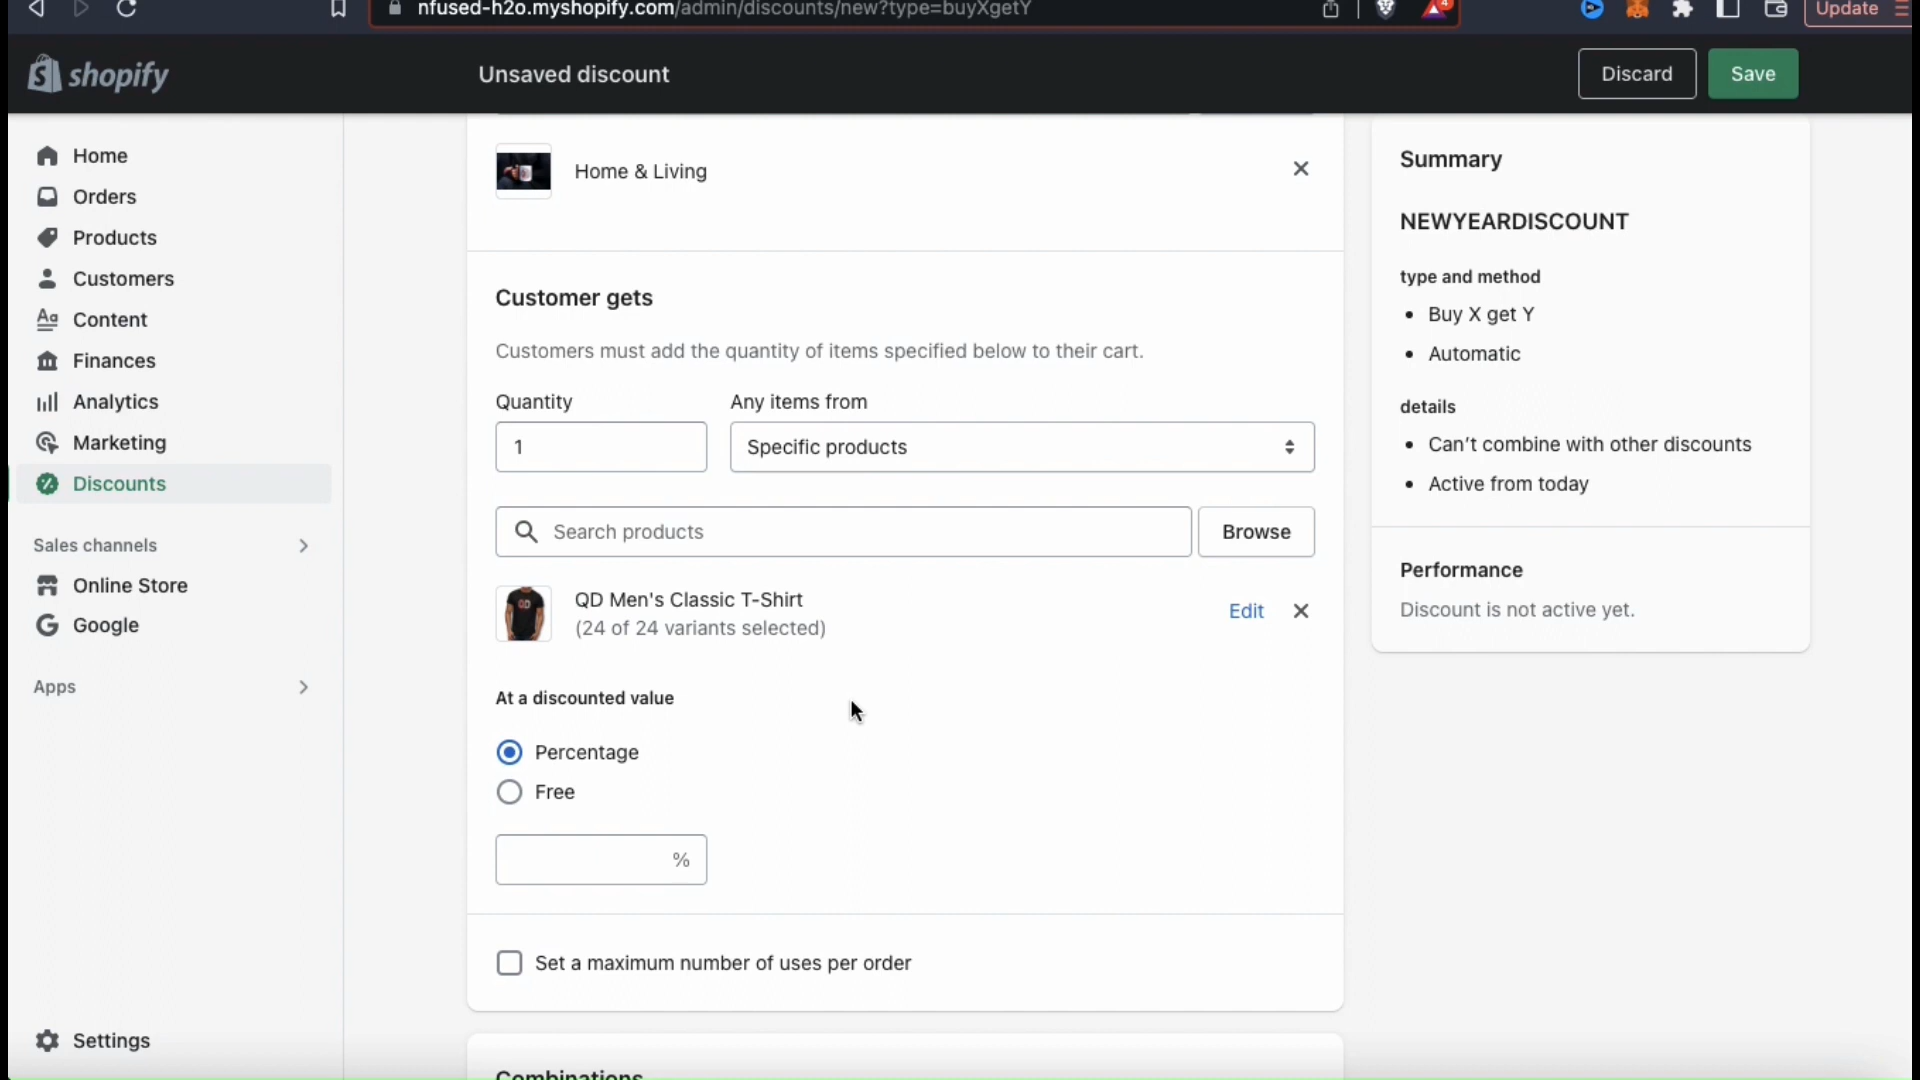 nfused-h2o.myshopify.com/admin/discounts/new?type=buyXgetY
4
Update
shopify
Unsaved discount
Discard
Save
Home
Orders
Products
Customers
Content
Finances
Analytics
Marketing
Discounts
Sales channels
Online Store
Google
Apps
Settings
Home & Living
Customer gets
Customers must add the quantity of items specified below to their cart.
Quantity
Any items from
1
Specific products
Search products
Browse
QD Men's Classic T-Shirt
(24 of 24 variants selected)
Edit
At a discounted value
Percentage
Free
%
Set a maximum number of uses per order
Combinations
Summary
NEWYEARDISCOUNT
type and method
• Buy X get Y
• Automatic
details
• Can't combine with other discounts
• Active from today
Performance
Discount is not active yet.